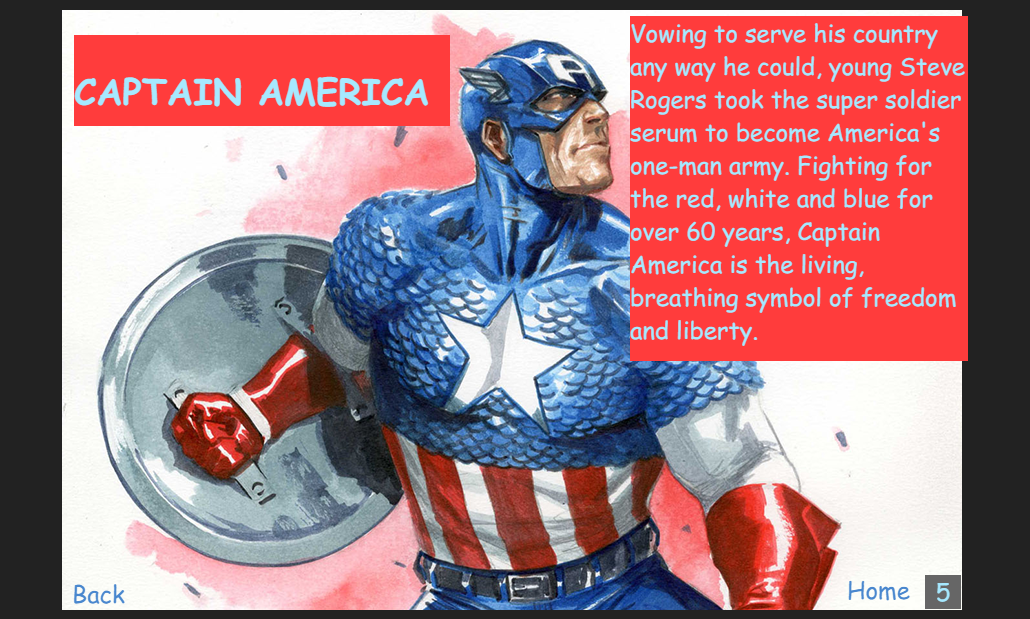 CAPTAIN AMERICA
Vowing to serve his country
any way he could, young Steve
Rogers took the super soldier
serum to become America's
one-man army. Fighting for
the red, white and blue for
over 60 years, Captain
America is the living,
breathing symbol of freedom
and liberty.
A
Back
Home
5